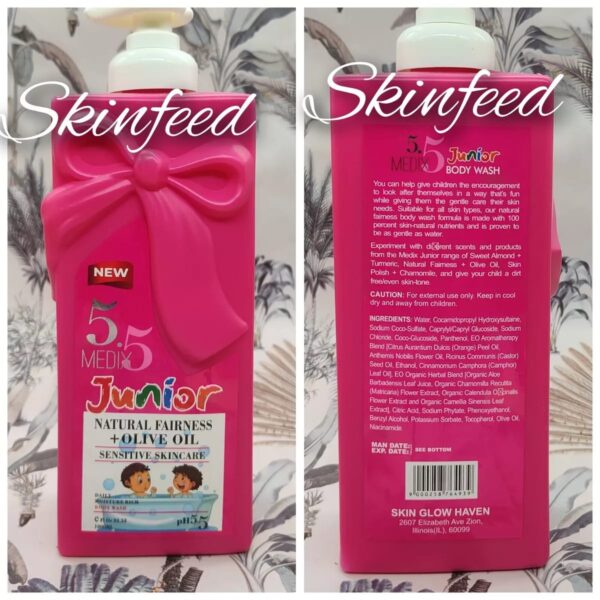 Skinfeed
NEW
5.5
MEDIX
Junior
NATURAL FAIRNESS
+OLIVE OIL
SENSITIVE SKINCARE
DAILY
MOISTURE RICH
BODY WASH
pH5.5
Skinfeed
5.5
MEDIX
Junior
BODY WASH
You can help give children the encouragement
to look after themselves in a way that's fun
while giving them the gentle care their skin
needs. Suitable for all skin types, our natural
fairness body wash formula is made with 100
percent skin-natural nutrients and is proven to
be as gentle as water.
Experiment with different scents and products
from the Medix Junior range of Sweet Almond +
Turmeric, Natural Fairness + Olive Oil, Skin
Polish + Chamomile, and give your child a dirt
free/even skin-tone.
CAUTION: For external use only. Keep in cool
dry and away from children.
INGREDIENTS: Water, Cocamidopropyl Hydroxysultaine,
Sodium Coco-Sulfate, Caprylyl/Capryl Glucoside, Sodium
Chloride, Coco-Glucoside, Panthenol, EO Aromatherapy
Blend [Citrus Aurantium Dulcis (Orange) Peel Oil,
Anthemis Nobilis Flower Oil, Roinus Communis (Castor)
Seed Oil, Ethanol, Cinnamomum Camphora (Camphor)
Leaf Oil], EO Organic Herbal Blend [Organic Aloe
Barbadensis Leaf Juice, Organic Chamomilla Recutita
(Matricaria) Flower Extract, Organic Calendula
Flower Extract and Organic Camellia Sinensis Leaf
Extract], Citric Acid, Sodium Phytate, Phenoxyethanol,
Benzyl Alcohol, Potassium Sorbate, Tocopherol, Olive Oil,
Niacinamide
MAN DATE:
EXP. DATE:
SEE BOTTOM
9000258764939
SKIN GLOW HAVEN
2607 Elizabeth Ave Zion,
Illinois(IL), 60099